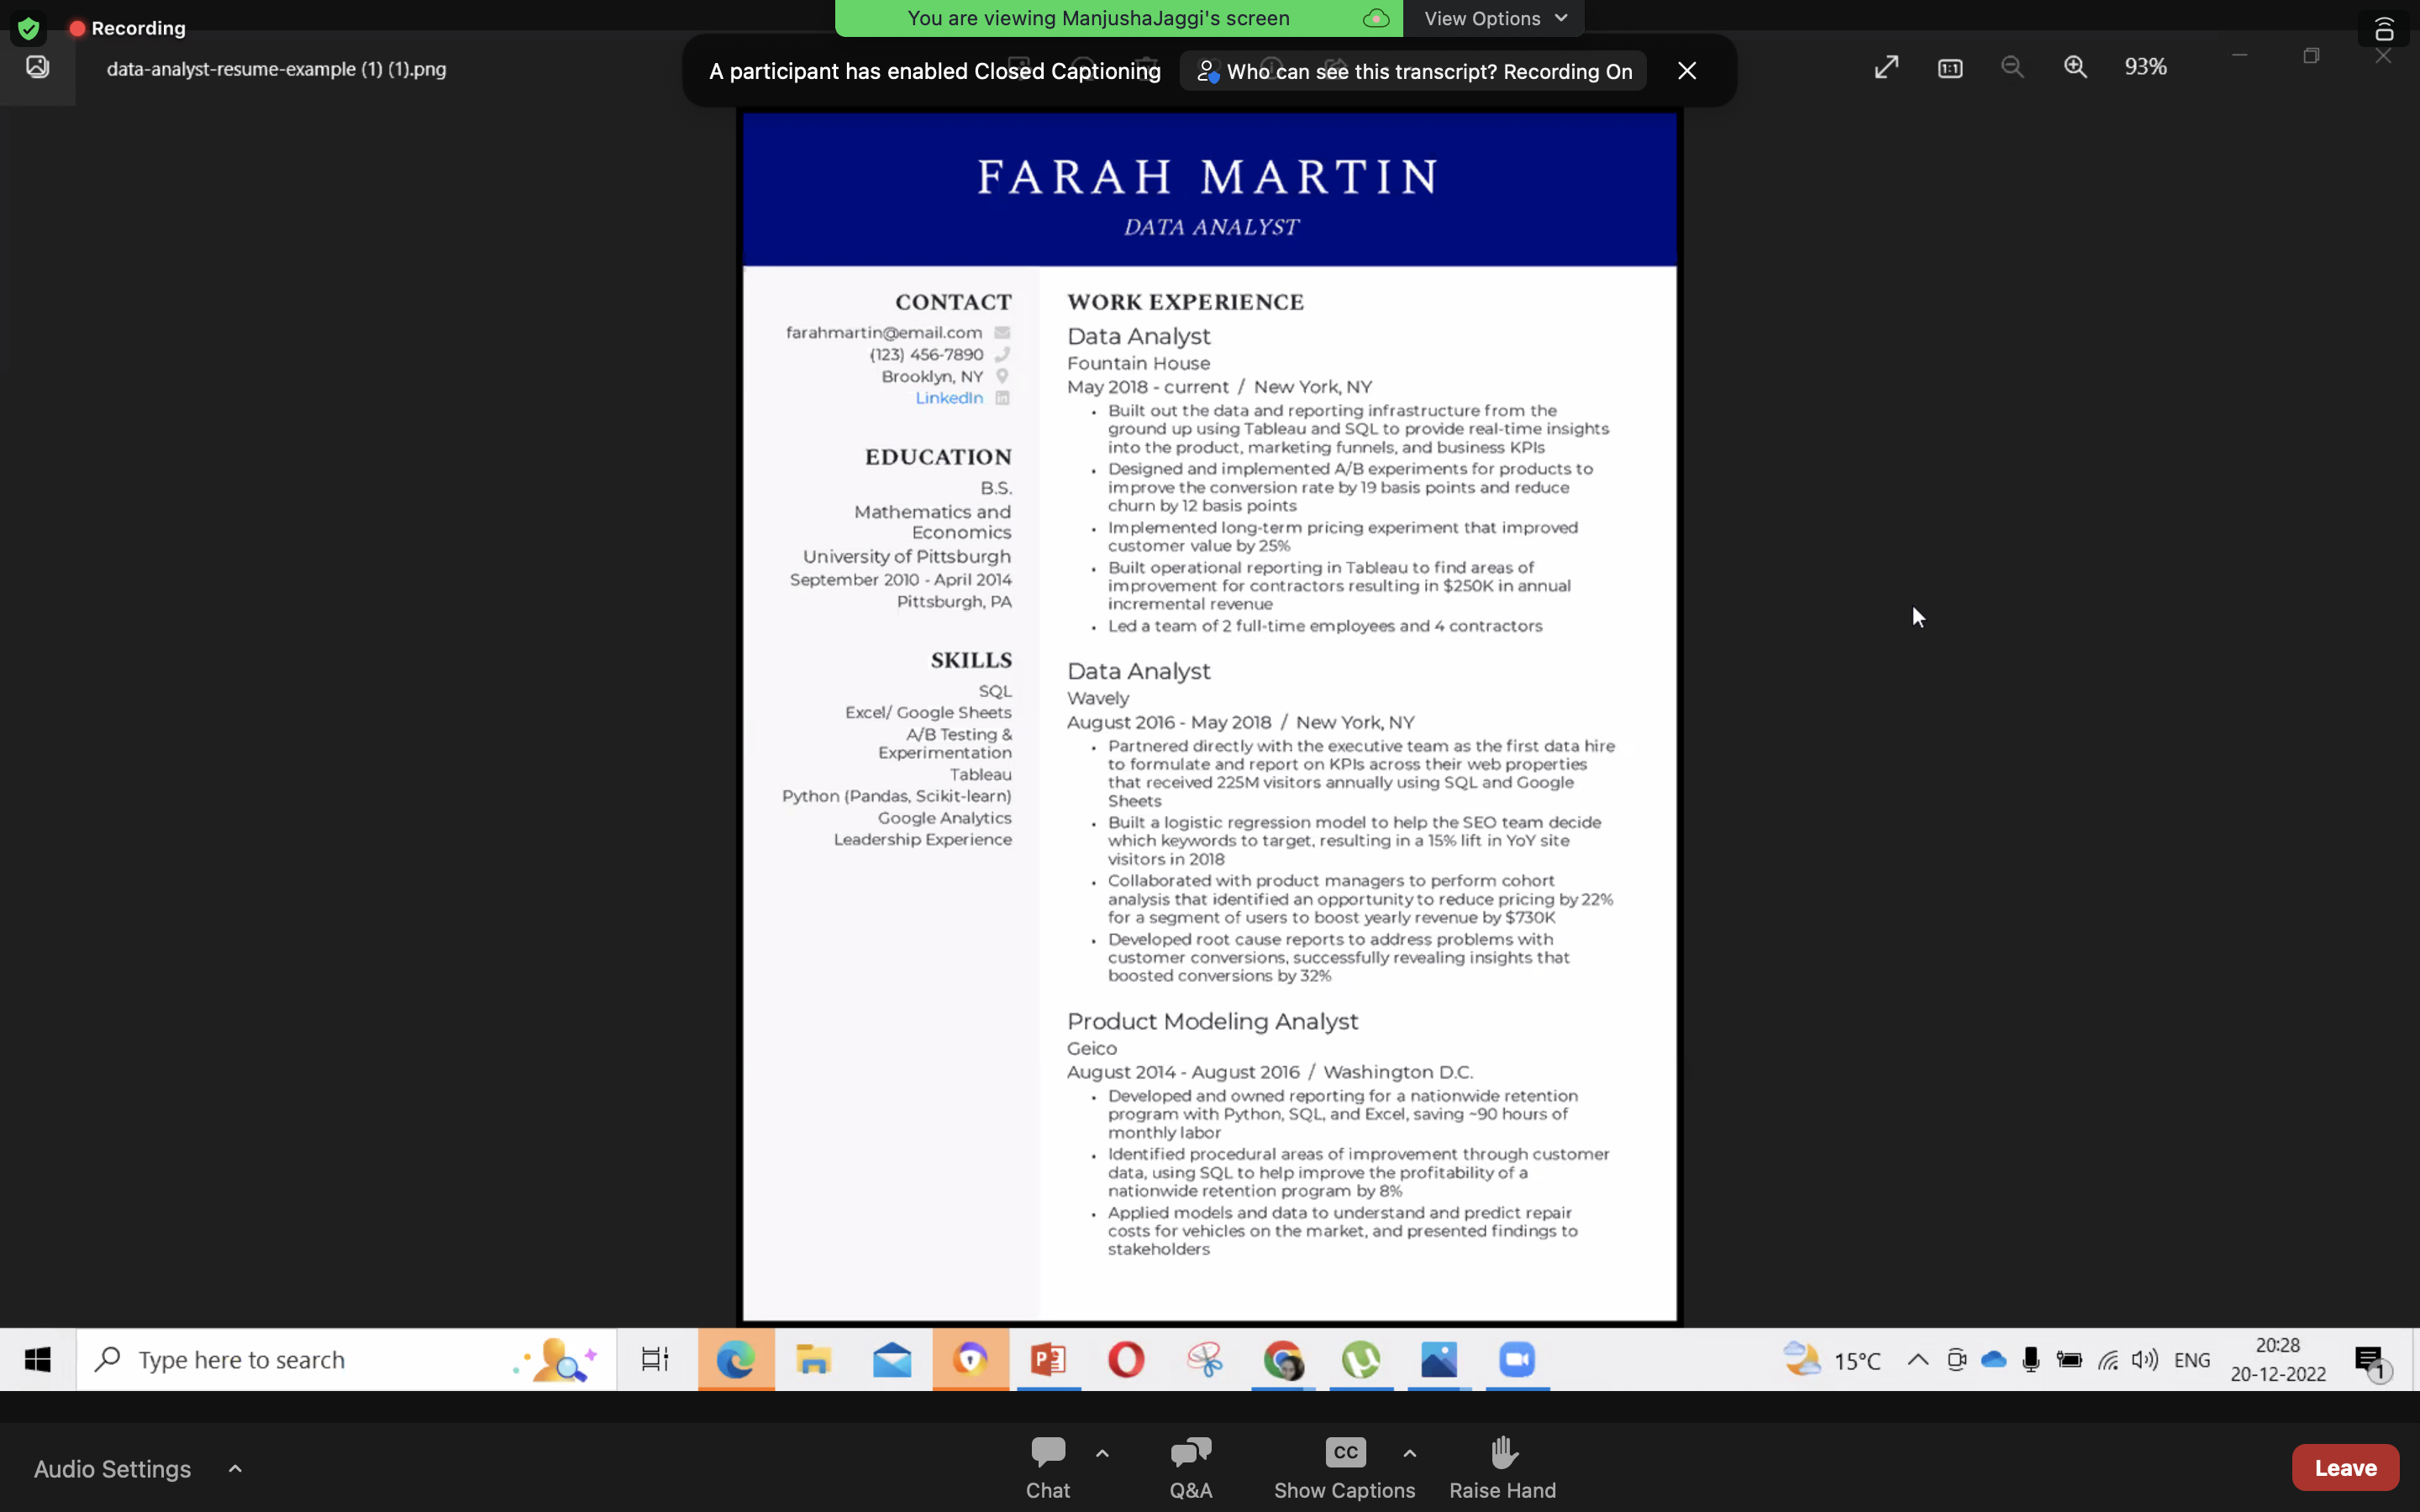 You are viewing ManjushaJaggi's screen
View Options
Recording
data-analyst-resume-example (1) (1).png
A participant has enabled Closed Captioning
Who can see this transcript? Recording On
1:1
93%
FARAH MARTIN
DATA ANALYST
CONTACT
farahmartin@email.com
(123) 456-7890
Brooklyn, NY
LinkedIn
EDUCATION
B.S.
Mathematics and
Economics
University of Pittsburgh
September 2010 - April 2014
Pittsburgh, PA
SKILLS
SQL
Excel/ Google Sheets
A/B Testing &
Experimentation
Tableau
Python (Pandas, Scikit-learn)
Google Analytics
Leadership Experience
WORK EXPERIENCE
Data Analyst
Fountain House
May 2018 - current / New York, NY
• Built out the data and reporting infrastructure from the
ground up using Tableau and SQL to provide real-time insights
into the product, marketing funnels, and business KPIs
• Designed and implemented A/B experiments for products to
improve the conversion rate by 19 basis points and reduce
churn by 12 basis points
• Implemented long-term pricing experiment that improved
customer value by 25%
• Built operational reporting in Tableau to find areas of
improvement for contractors resulting in $250K in annual
incremental revenue
• Led a team of 2 full-time employees and 4 contractors
Data Analyst
Wavely
August 2016 - May 2018 / New York, NY
• Partnered directly with the executive team as the first data hire
to formulate and report on KPIs across their web properties
that received 225M visitors annually using SQL and Google
Sheets
• Built a logistic regression model to help the SEO team decide
which keywords to target, resulting in a 15% lift in YoY site
visitors in 2018
• Collaborated with product managers to perform cohort
analysis that identified an opportunity to reduce pricing by 22%
for a segment of users to boost yearly revenue by $730K
• Developed root cause reports to address problems with
customer conversions, successfully revealing insights that
boosted conversions by 32%
Product Modeling Analyst
Geico
August 2014 - August 2016 / Washington D.C.
• Developed and owned reporting for a nationwide retention
program with Python, SQL, and Excel, saving ~90 hours of
monthly labor
• Identified procedural areas of improvement through customer
data, using SQL to help improve the profitability of a
nationwide retention program by 8%
• Applied models and data to understand and predict repair
costs for vehicles on the market, and presented findings to
stakeholders
Type here to search
15°C
ENG
20:28
20-12-2022
1
Audio Settings
Chat
Q&A
CC
Show Captions
Raise Hand
Leave